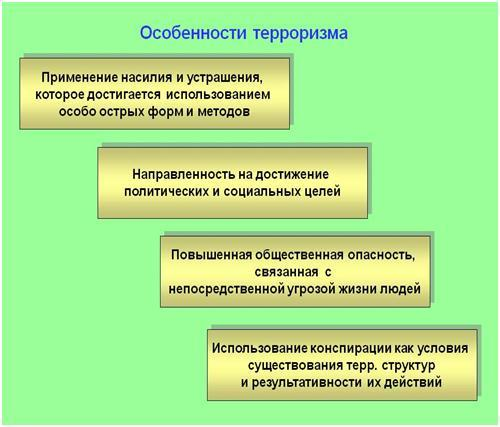 Особенности терроризма
Применение насилия и устрашения,
которое достигается использованием
особо острых форм и методов
Направленность на достижение
политических и социальных целей
Повышенная общественная опасность,
связанная с
непосредственной угрозой жизни людей
Использование конспирации как условия
существования терр. структур
и результативности их действий